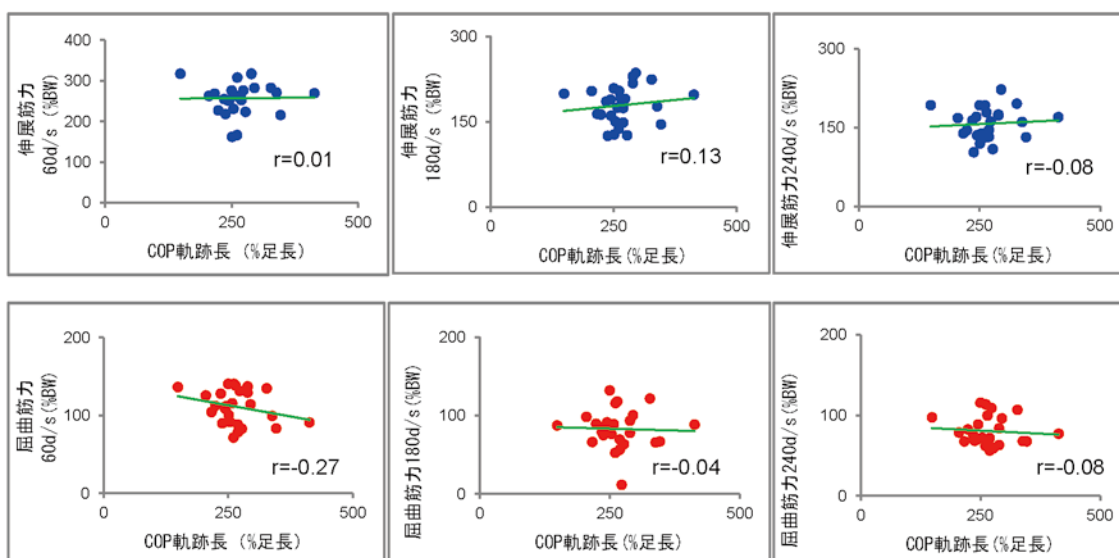 400
300
200
100
0
伸展筋力
60d/s (%BW)
r=0.01
0
250
500
COP軌跡長 (%足長)
300
150
0
伸展筋力
180d/s (%BW)
r=0.13
0
250
500
COP軌跡長(%足長)
300
150
0
伸展筋力240d/s(%BW)
r=-0.08
0
250
500
COP軌跡長(%足長)
200
100
0
屈曲筋力
60d/s(%BW)
r=-0.27
0
250
500
COP軌跡長 (%足長)
200
100
0
屈曲筋力180d/s(%BW)
r=-0.04
0
250
500
COP軌跡長(%足長)
200
100
0
屈曲筋力240d/s(%BW)
r=-0.08
0
250
500
COP軌跡長(%足長)